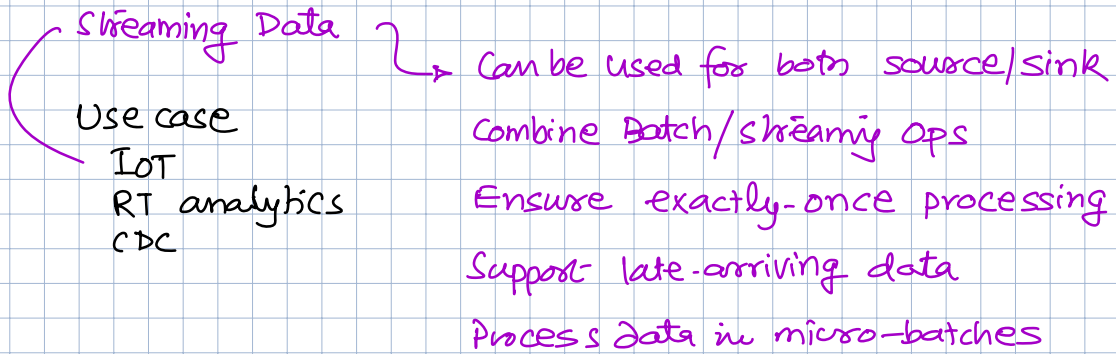 Streaming Data
Use case
IOT
RT analytics
CDC
Can be used for both source/sink
Combine Batch/streamig Ops
Ensure exactly-once processing
Support late-arriving data
Process data in micro-batches